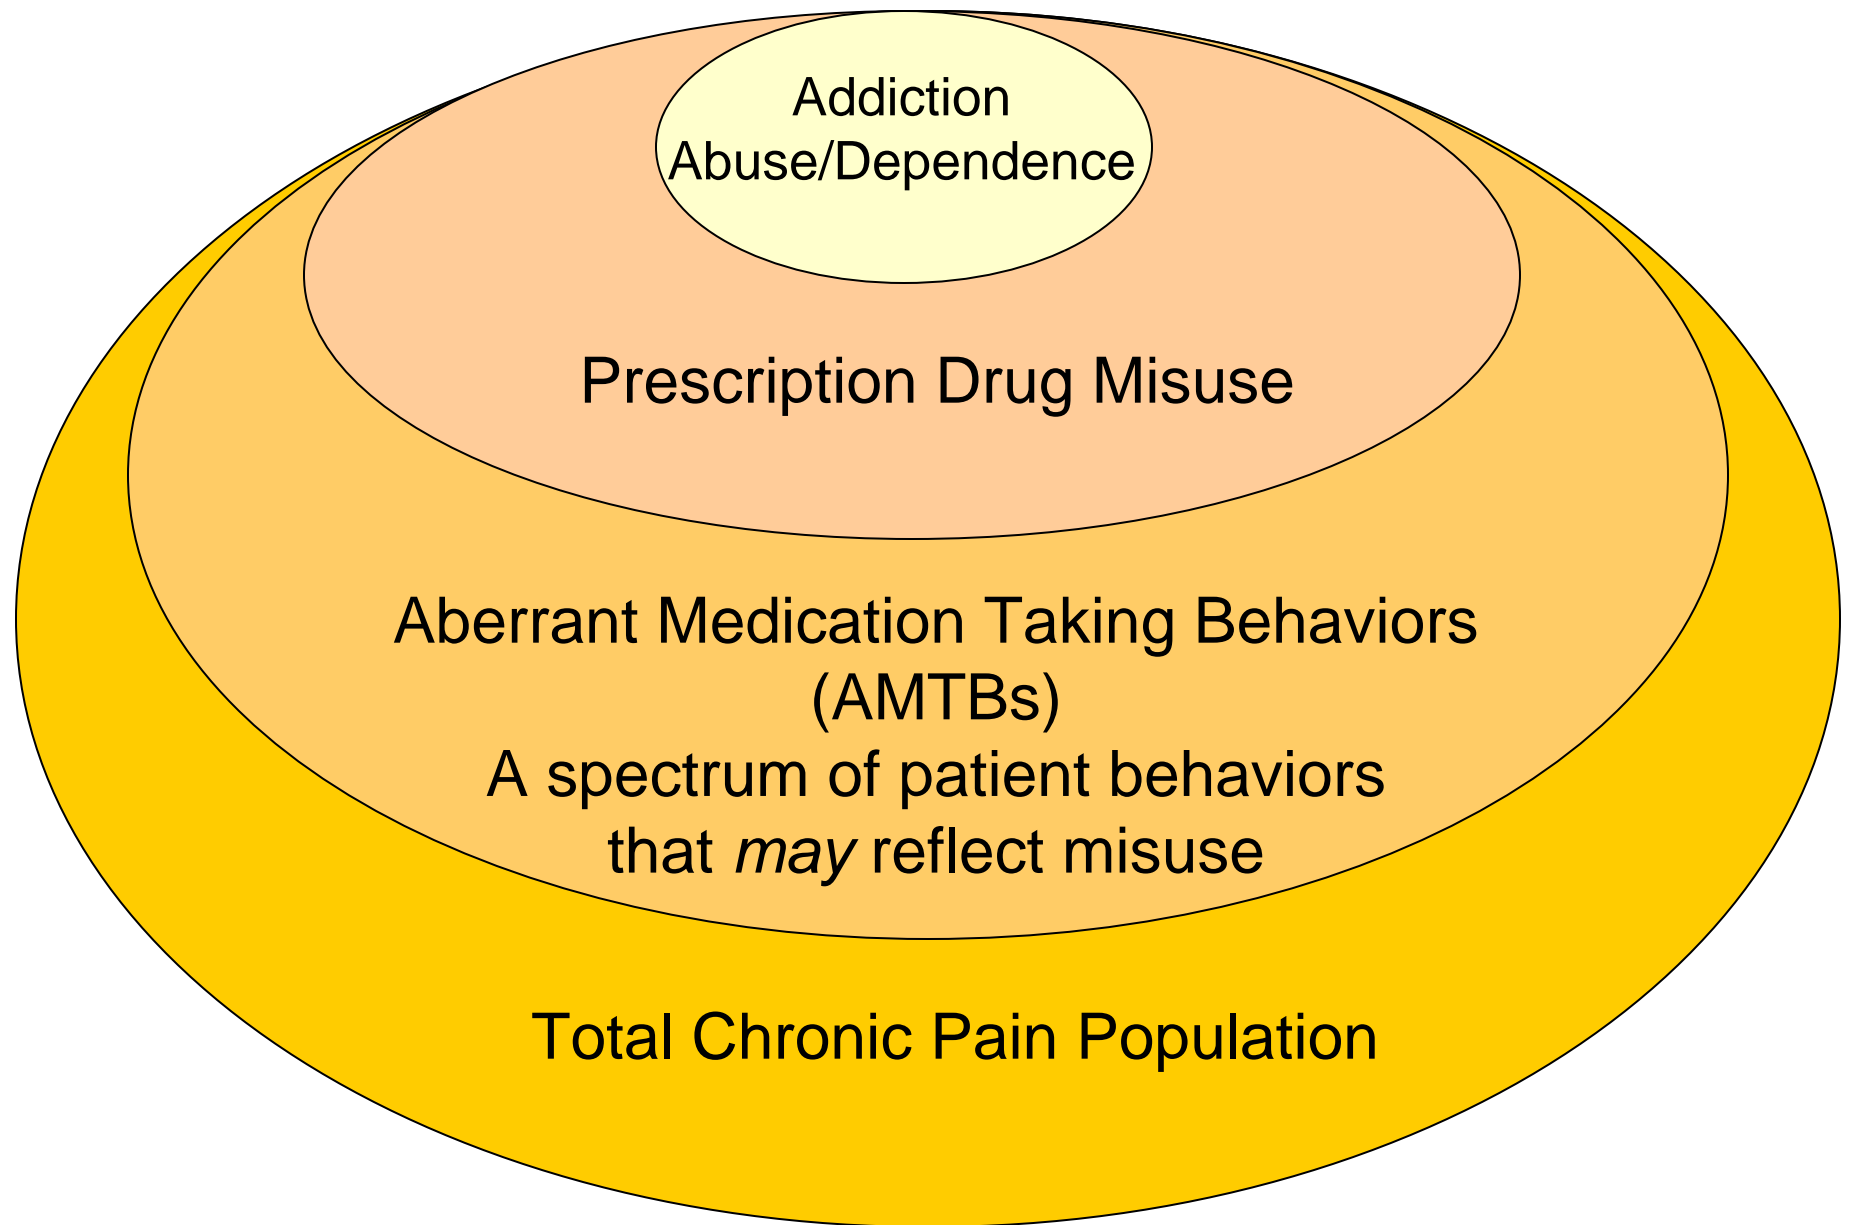 Addiction
Abuse/Dependence
Prescription Drug Misuse
Aberrant Medication Taking Behaviors
(AMTBs)
A spectrum of patient behaviors
that may reflect misuse
Total Chronic Pain Population